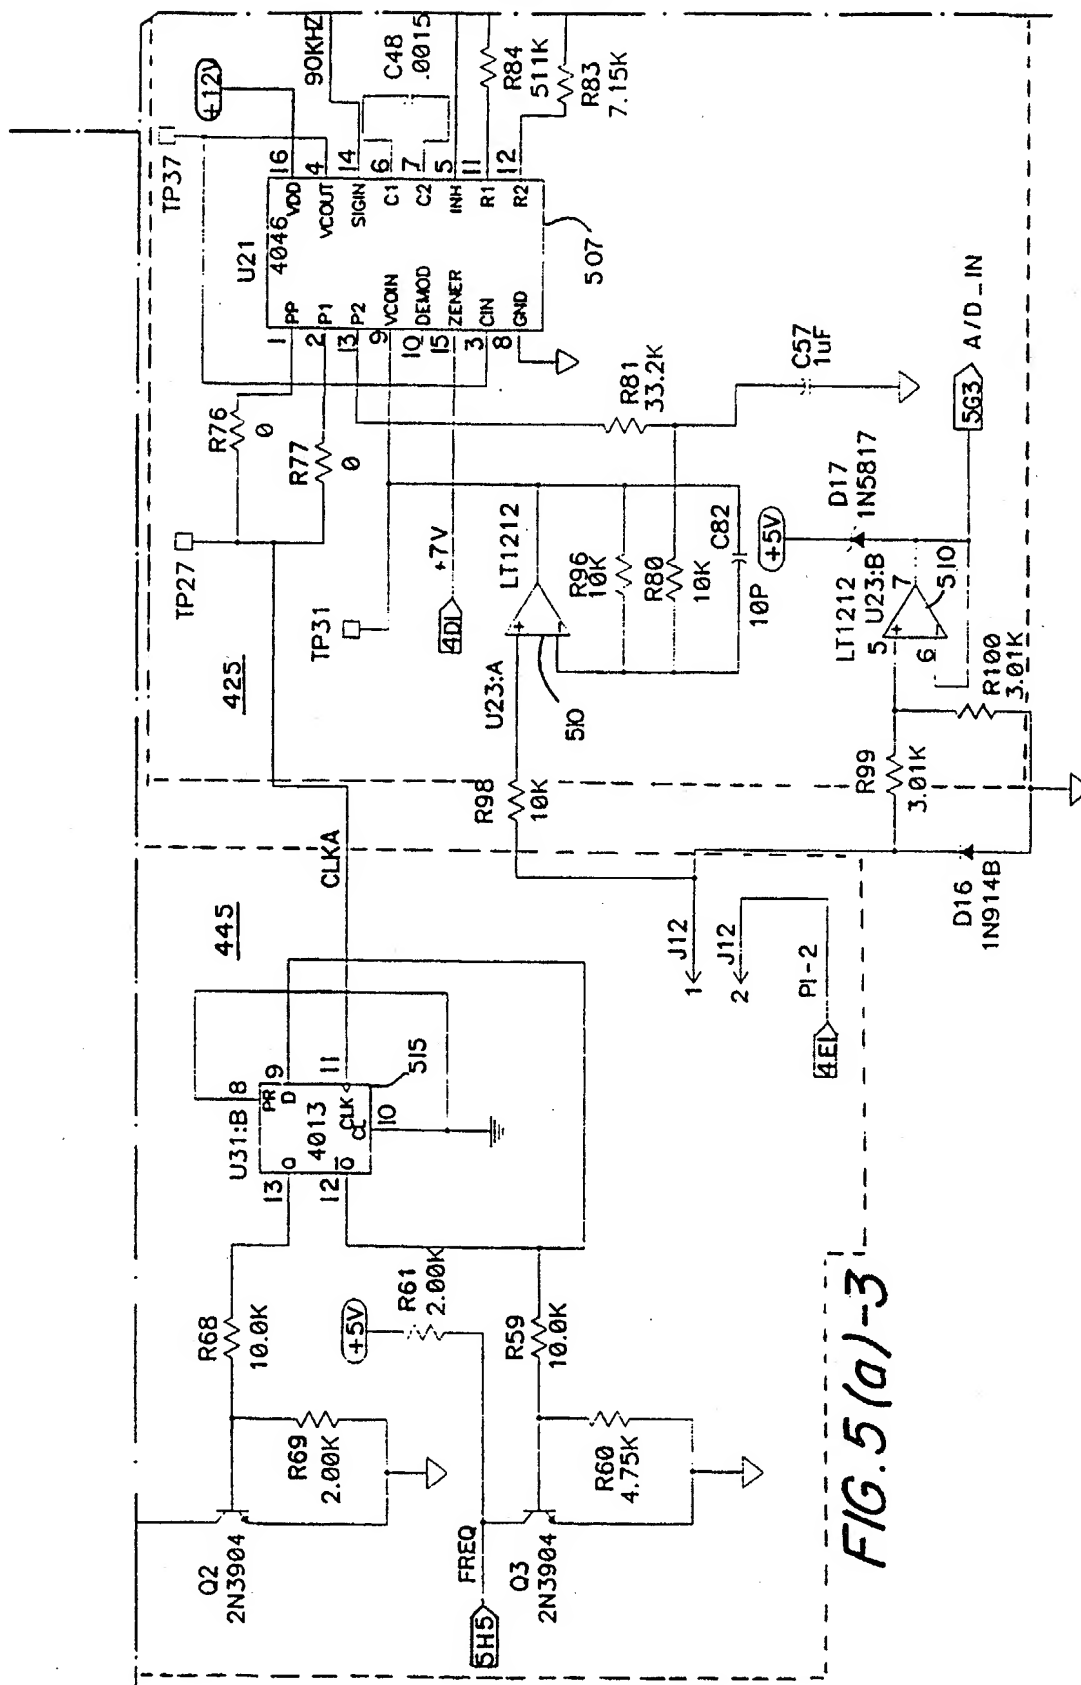 TP37
+12V
90KHZ
C48
.0015
R84
511K
R83
7.15K
16
4
14
6
7
5
11
12
U21
4046
VDD
VCOUT
SIGIN
C1
C2
INH
R1
R2
PP
P1
P2
VCOIN
DEMOD
ZENER
CIN
GND
507
1
2
13
9
10
15
3
8
R76
0
R77
0
TP27
TP31
425
R81
33.2K
C57
1uF
4D1
+7V
LT1212
U23:A
510
R96
10K
R80
10K
C82
10P
+5V
D17
1N5817
5G3
A/D_IN
LT1212
U23:B
5
6
7
510
R100
3.01K
R99
3.01K
R98
10K
D16
1N914B
CLKA
445
J12
1
J12
2
P1-2
4E1
U31:B
8
9
11
10
PR
D
CLK
CL
4013
Q
Q
515
13
12
R68
10.0K
R61
2.00K
+5V
R59
10.0K
R69
2.00K
R60
4.75K
Q2
2N3904
Q3
2N3904
FREQ
5H5
FIG.5(a)-3